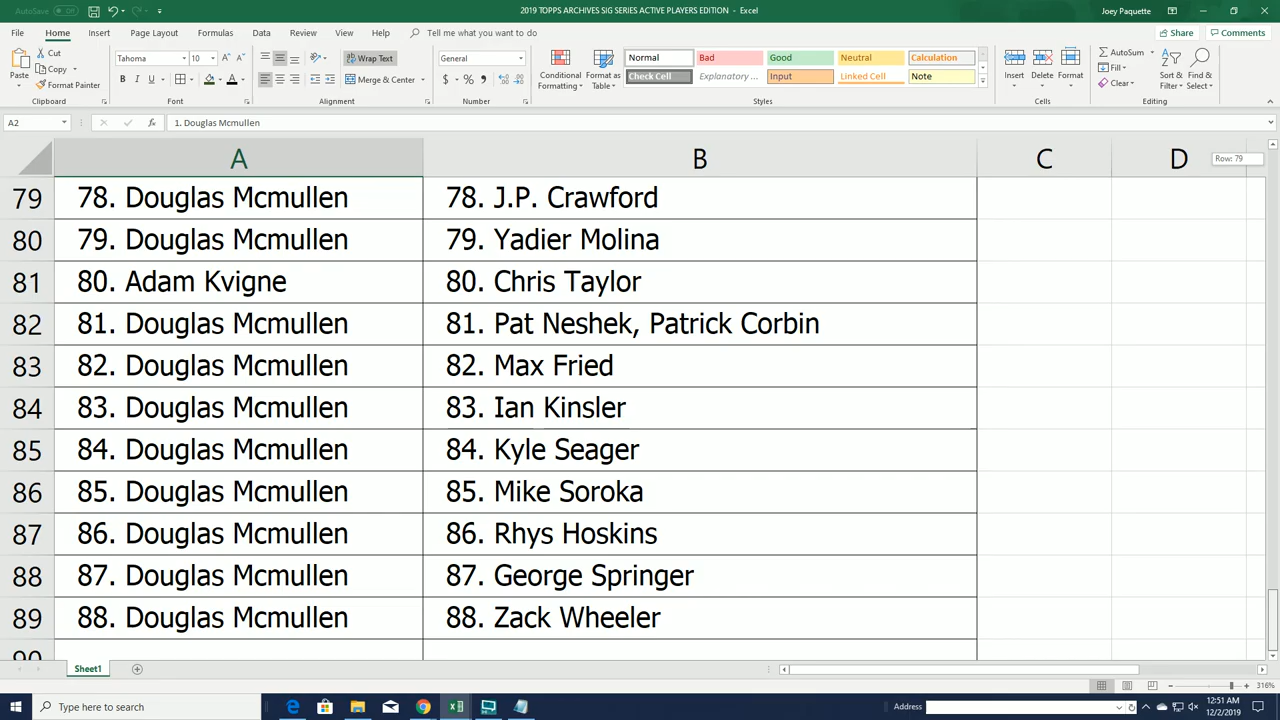 AutoSave Off 2019 TOPPS ARCHIVES SIG SERIES ACTIVE PLAYERS EDITION - Excel Joey Paquette
File Home Insert Page Layout Formulas Data Review View Help Tell me what you want to do Share Comments
Paste Cut Copy Format Painter Clipboard
Tahoma 10 B I U Font
Wrap Text Merge & Center Alignment
General $ % , Number
Conditional Formatting Format as Table
Normal Bad Good Neutral Calculation
Check Cell Explanatory ... Input Linked Cell Note
Styles
Insert Delete Format Cells
AutoSum Fill Clear Sort & Filter Find & Select Editing
A2 fx 1. Douglas Mcmullen
A B C D Row: 79
79 78. Douglas Mcmullen 78. J.P. Crawford
80 79. Douglas Mcmullen 79. Yadier Molina
81 80. Adam Kvigne 80. Chris Taylor
82 81. Douglas Mcmullen 81. Pat Neshek, Patrick Corbin
83 82. Douglas Mcmullen 82. Max Fried
84 83. Douglas Mcmullen 83. Ian Kinsler
85 84. Douglas Mcmullen 84. Kyle Seager
86 85. Douglas Mcmullen 85. Mike Soroka
87 86. Douglas Mcmullen 86. Rhys Hoskins
88 87. Douglas Mcmullen 87. George Springer
89 88. Douglas Mcmullen 88. Zack Wheeler
90
Sheet1
316%
Type here to search Address 12:51 AM
12/2/2019